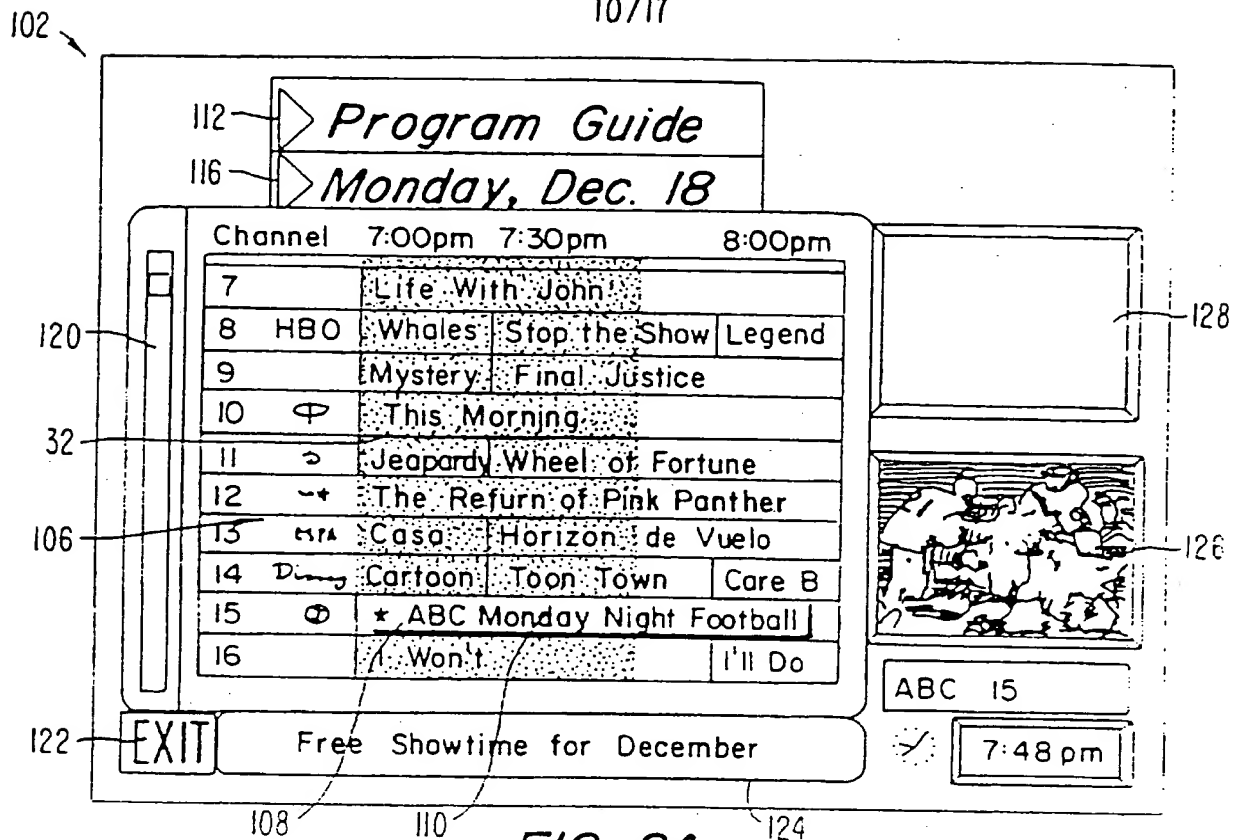 10/17
102
112
Program Guide
116
Monday, Dec. 18
Channel 7:00pm 7:30pm 8:00pm
7 Life With John
8 HBO Whales Stop the Show Legend
128
120
9 Mystery Final Justice
10 This Morning
32
11 Jeopardy Wheel of Fortune
12 The Return of Pink Panther
106
13 ESPN Casa Horizon de Vuelo
126
14 Disney Cartoon Toon Town Care B
15 * ABC Monday Night Football
16 I Won't I'll Do
ABC 15
122
EXIT
Free Showtime for December
7:48 pm
108 110 124